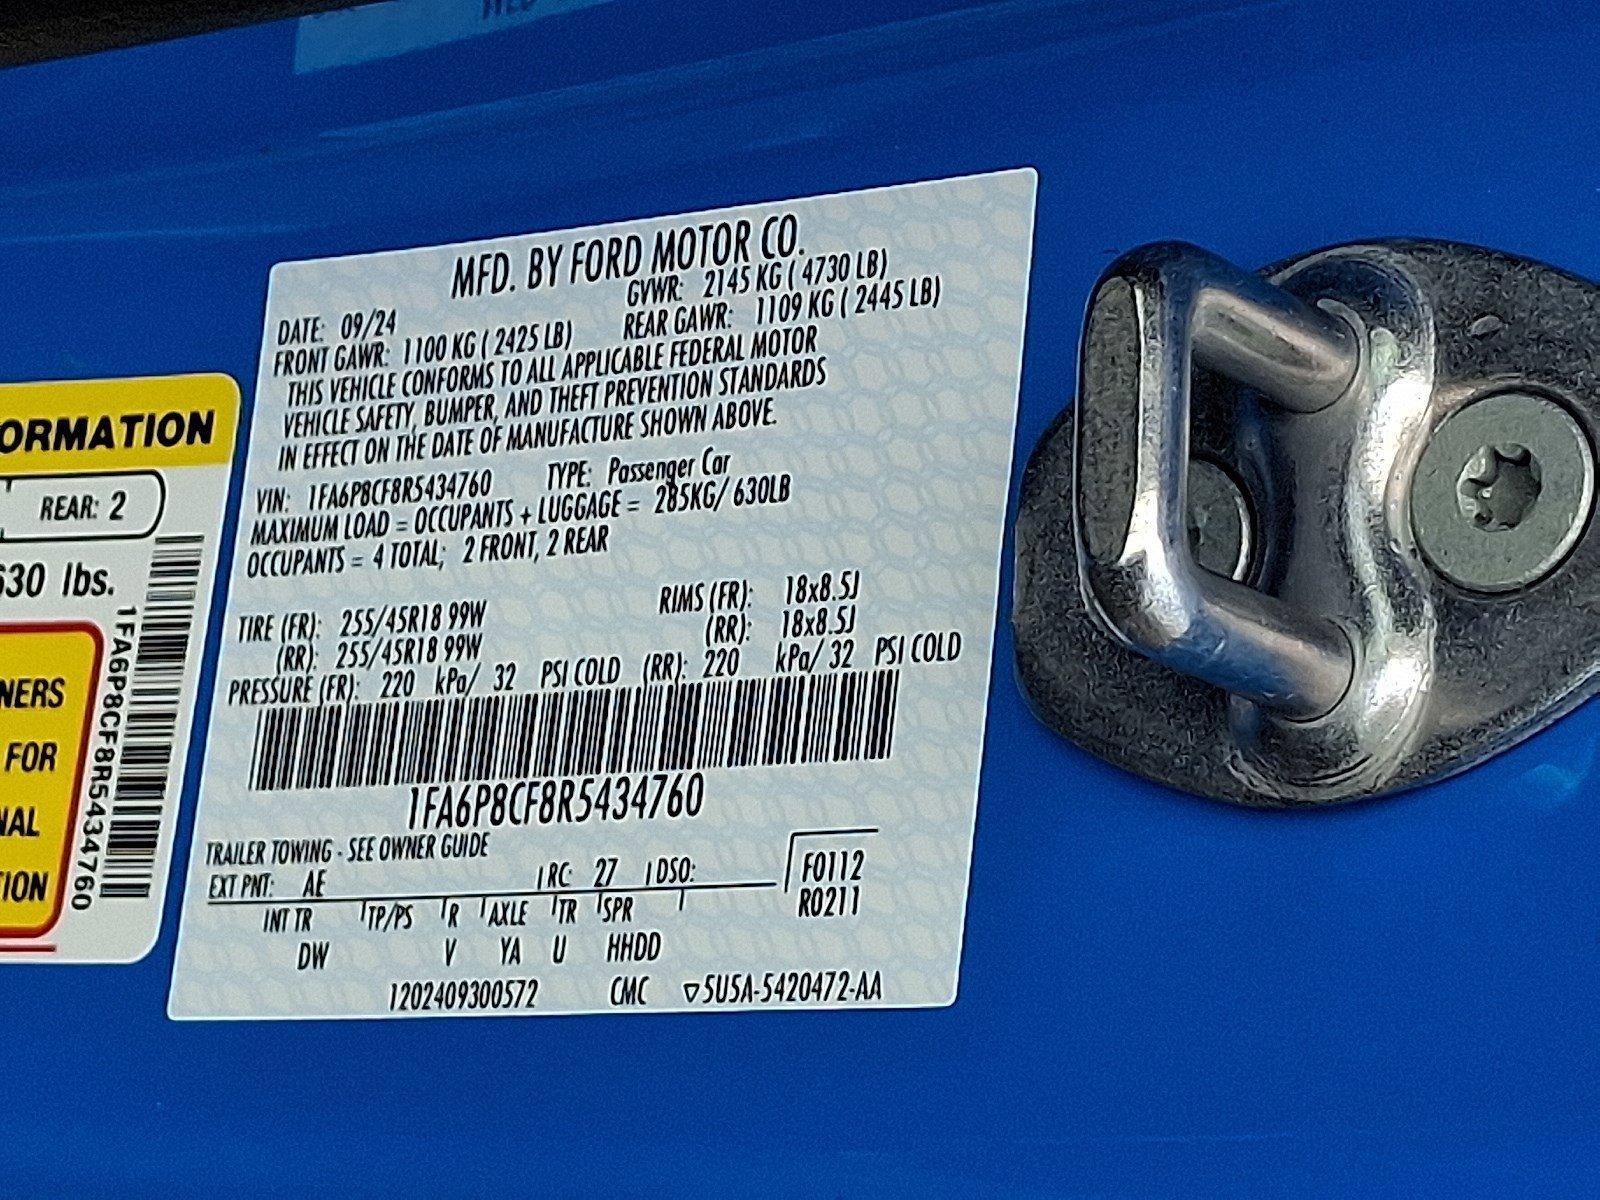 MFD. BY FORD MOTOR CO.
DATE: 09/24
GVWR: 2145 KG ( 4730 LB)
FRONT GAWR: 1100 KG ( 2425 LB)
REAR GAWR: 1109 KG ( 2445 LB)
THIS VEHICLE CONFORMS TO ALL APPLICABLE FEDERAL MOTOR
VEHICLE SAFETY, BUMPER, AND THEFT PREVENTION STANDARDS
IN EFFECT ON THE DATE OF MANUFACTURE SHOWN ABOVE.
VIN: 1FA6P8CF8R5434760 TYPE: Passenger Car
MAXIMUM LOAD = OCCUPANTS + LUGGAGE = 285KG/ 630LB
OCCUPANTS = 4 TOTAL; 2 FRONT, 2 REAR
TIRE (FR): 255/45R18 99W RIMS (FR): 18x8.5J
(RR): 255/45R18 99W (RR): 18x8.5J
PRESSURE (FR): 220 kPa/ 32 PSI COLD (RR): 220 kPa/ 32 PSI COLD
1FA6P8CF8R5434760
TRAILER TOWING - SEE OWNER GUIDE
EXT PNT: AE RC: 27 DSO:
F0112
R0211
INT TR TP/PS R AXLE TR SPR
DW V YA U HHDD
1202409300572 CMC ▽5U5A-5420472-AA
ORMATION
REAR: 2
630 lbs.
NERS
FOR
NAL
TION
1FA6P8CF8R5434760